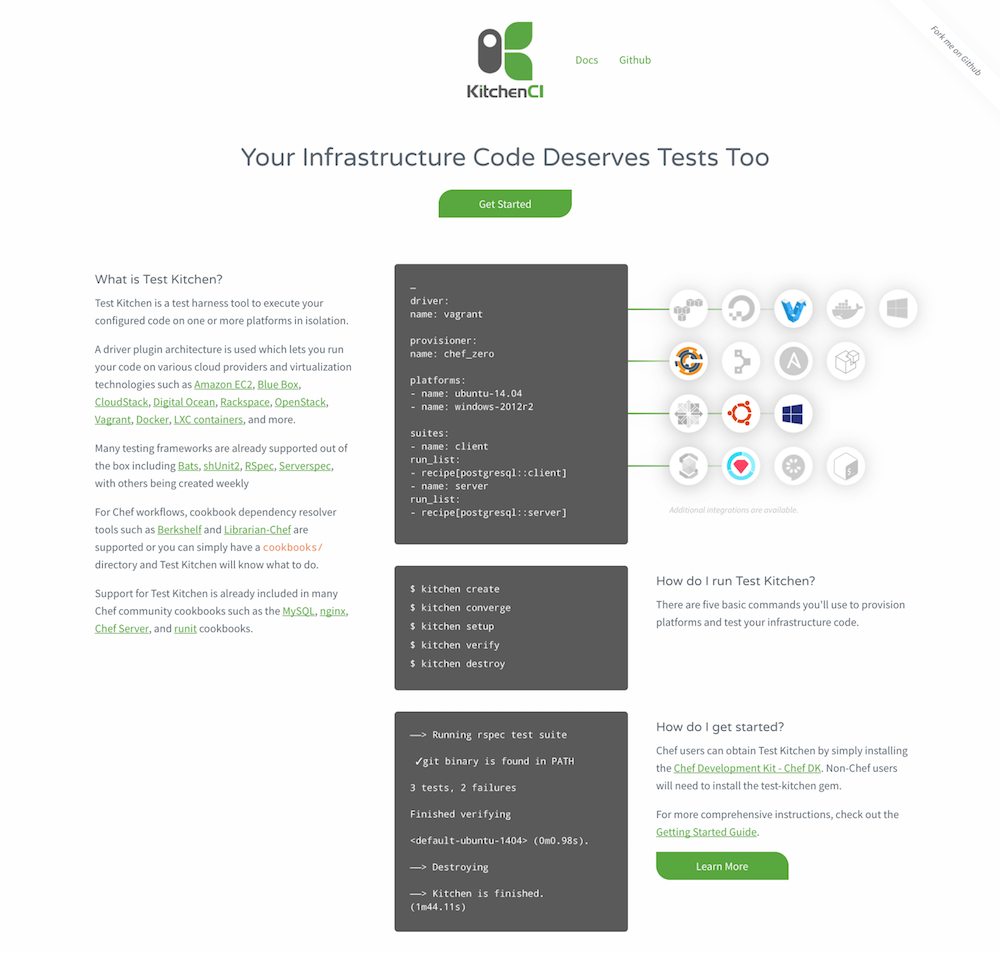 Fork me on Github
KitchenCI
Docs
Github
Your Infrastructure Code Deserves Tests Too
Get Started
What is Test Kitchen?
Test Kitchen is a test harness tool to execute your
configured code on one or more platforms in isolation.
A driver plugin architecture is used which lets you run
your code on various cloud providers and virtualization
technologies such as Amazon EC2, Blue Box,
CloudStack, Digital Ocean, Rackspace, OpenStack,
Vagrant, Docker, LXC containers, and more.
Many testing frameworks are already supported out of
the box including Bats, shUnit2, RSpec, Serverspec,
with others being created weekly
For Chef workflows, cookbook dependency resolver
tools such as Berkshelf and Librarian-Chef are
supported or you can simply have a cookbooks/
directory and Test Kitchen will know what to do.
Support for Test Kitchen is already included in many
Chef community cookbooks such as the MySQL, nginx,
Chef Server, and runit cookbooks.
—
driver:
name: vagrant
provisioner:
name: chef_zero
platforms:
- name: ubuntu-14.04
- name: windows-2012r2
suites:
- name: client
run_list:
- recipe[postgresql::client]
- name: server
run_list:
- recipe[postgresql::server]
Additional integrations are available.
$ kitchen create
$ kitchen converge
$ kitchen setup
$ kitchen verify
$ kitchen destroy
How do I run Test Kitchen?
There are five basic commands you'll use to provision
platforms and test your infrastructure code.
——> Running rspec test suite
✓git binary is found in PATH
3 tests, 2 failures
Finished verifying
<default-ubuntu-1404> (0m0.98s).
——> Destroying
——> Kitchen is finished.
(1m44.11s)
How do I get started?
Chef users can obtain Test Kitchen by simply installing
the Chef Development Kit - Chef DK. Non-Chef users
will need to install the test-kitchen gem.
For more comprehensive instructions, check out the
Getting Started Guide.
Learn More